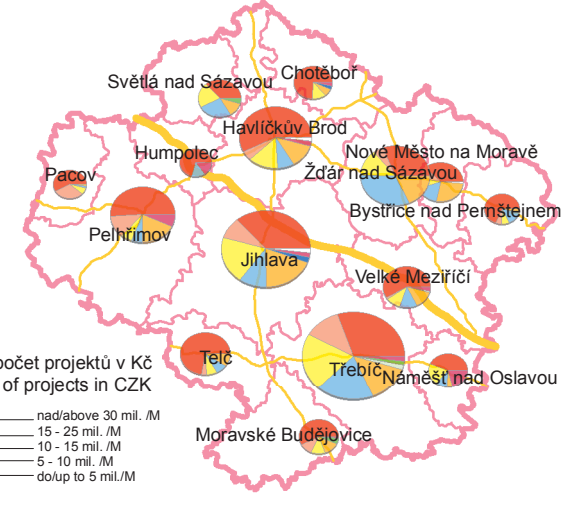 Chotěboř
Světlá nad Sázavou
Havlíčkův Brod
Humpolec
Nové Město na Moravě
Žďár nad Sázavou
Pacov
Bystřice nad Pernštejnem
Pelhřimov
Jihlava
Velké Meziříčí
počet projektů v Kč
of projects in CZK
Telč
Třebíč
Náměšť nad Oslavou
nad/above 30 mil. /M
15 - 25 mil. /M
10 - 15 mil. /M
5 - 10 mil. /M
do/up to 5 mil./M
Moravské Budějovice